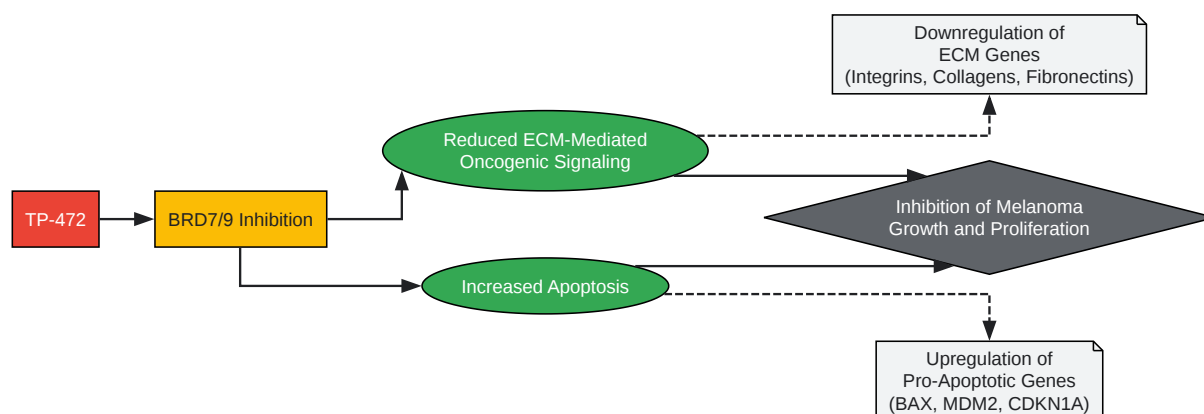 Downregulation of
ECM Genes
(Integrins, Collagens, Fibronectins)
Reduced ECM-Mediated
Oncogenic Signaling
TP-472
BRD7/9 Inhibition
Inhibition of Melanoma
Growth and Proliferation
Increased Apoptosis
Upregulation of
Pro-Apoptotic Genes
(BAX, MDM2, CDKN1A)